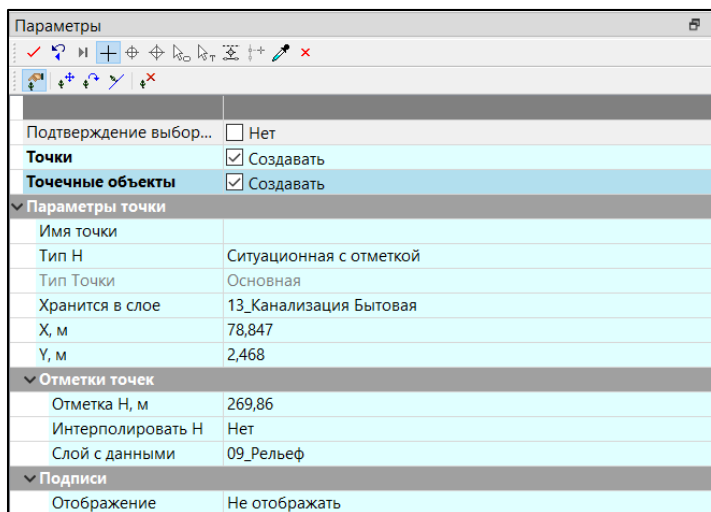 Параметры
Подтверждение выбор... Нет
Точки Создавать
Точечные объекты Создавать
Параметры точки
Имя точки
Тип H Ситуационная с отметкой
Тип Точки Основная
Хранится в слое 13_Канализация Бытовая
X, м 78,847
Y, м 2,468
Отметки точек
Отметка H, м 269,86
Интерполировать H Нет
Слой с данными 09_Рельеф
Подписи
Отображение Не отображать